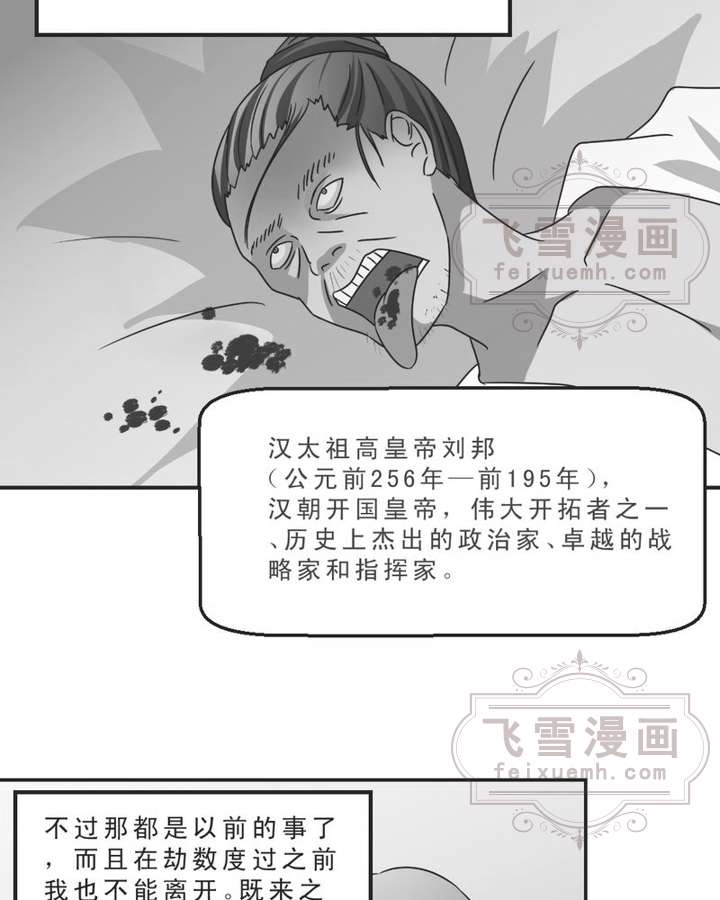 飞雪漫画
feixuemh.com
汉太祖高皇帝刘邦
（公元前256年—前195年），
汉朝开国皇帝，伟大开拓者之一
、历史上杰出的政治家、卓越的战
略家和指挥家。
飞雪漫画
feixuemh.com
不过那都是以前的事了
，而且在劫数度过之前
我也不能离开。既来之